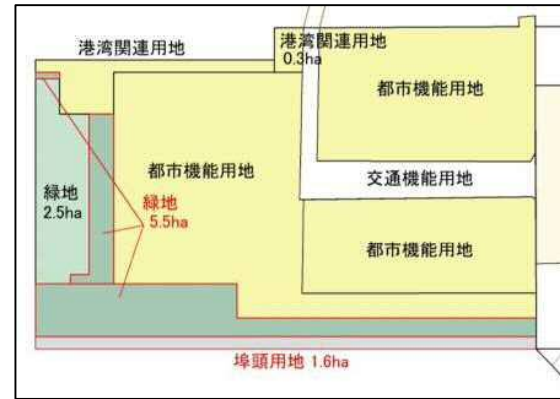 港湾関連用地
港湾関連用地
0.3ha
都市機能用地
都市機能用地
交通機能用地
緑地
2.5ha
緑地
5.5ha
都市機能用地
埠頭用地 1.6ha